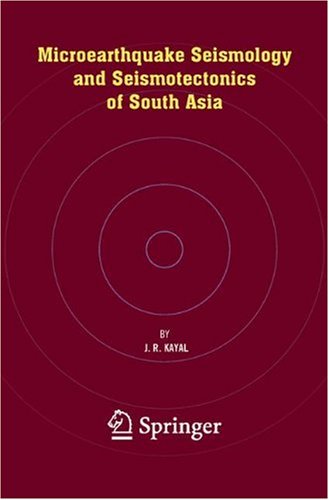 Microearthquake Seismology
and Seismotectonics
of South Asia
BY
J. R. KAYAL
Springer